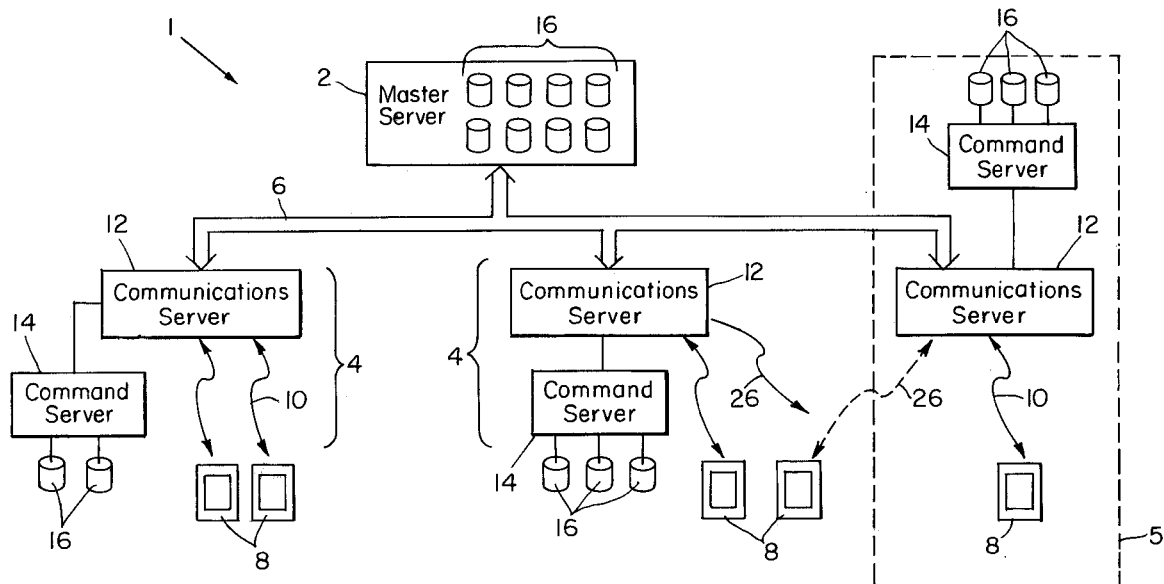 1
16
2
Master
Server
16
14
Command
Server
6
12
Communications
Server
12
Communications
Server
12
Communications
Server
4
4
14
Command
Server
10
Command
Server
26
26
10
14
16
16
8
8
8
5